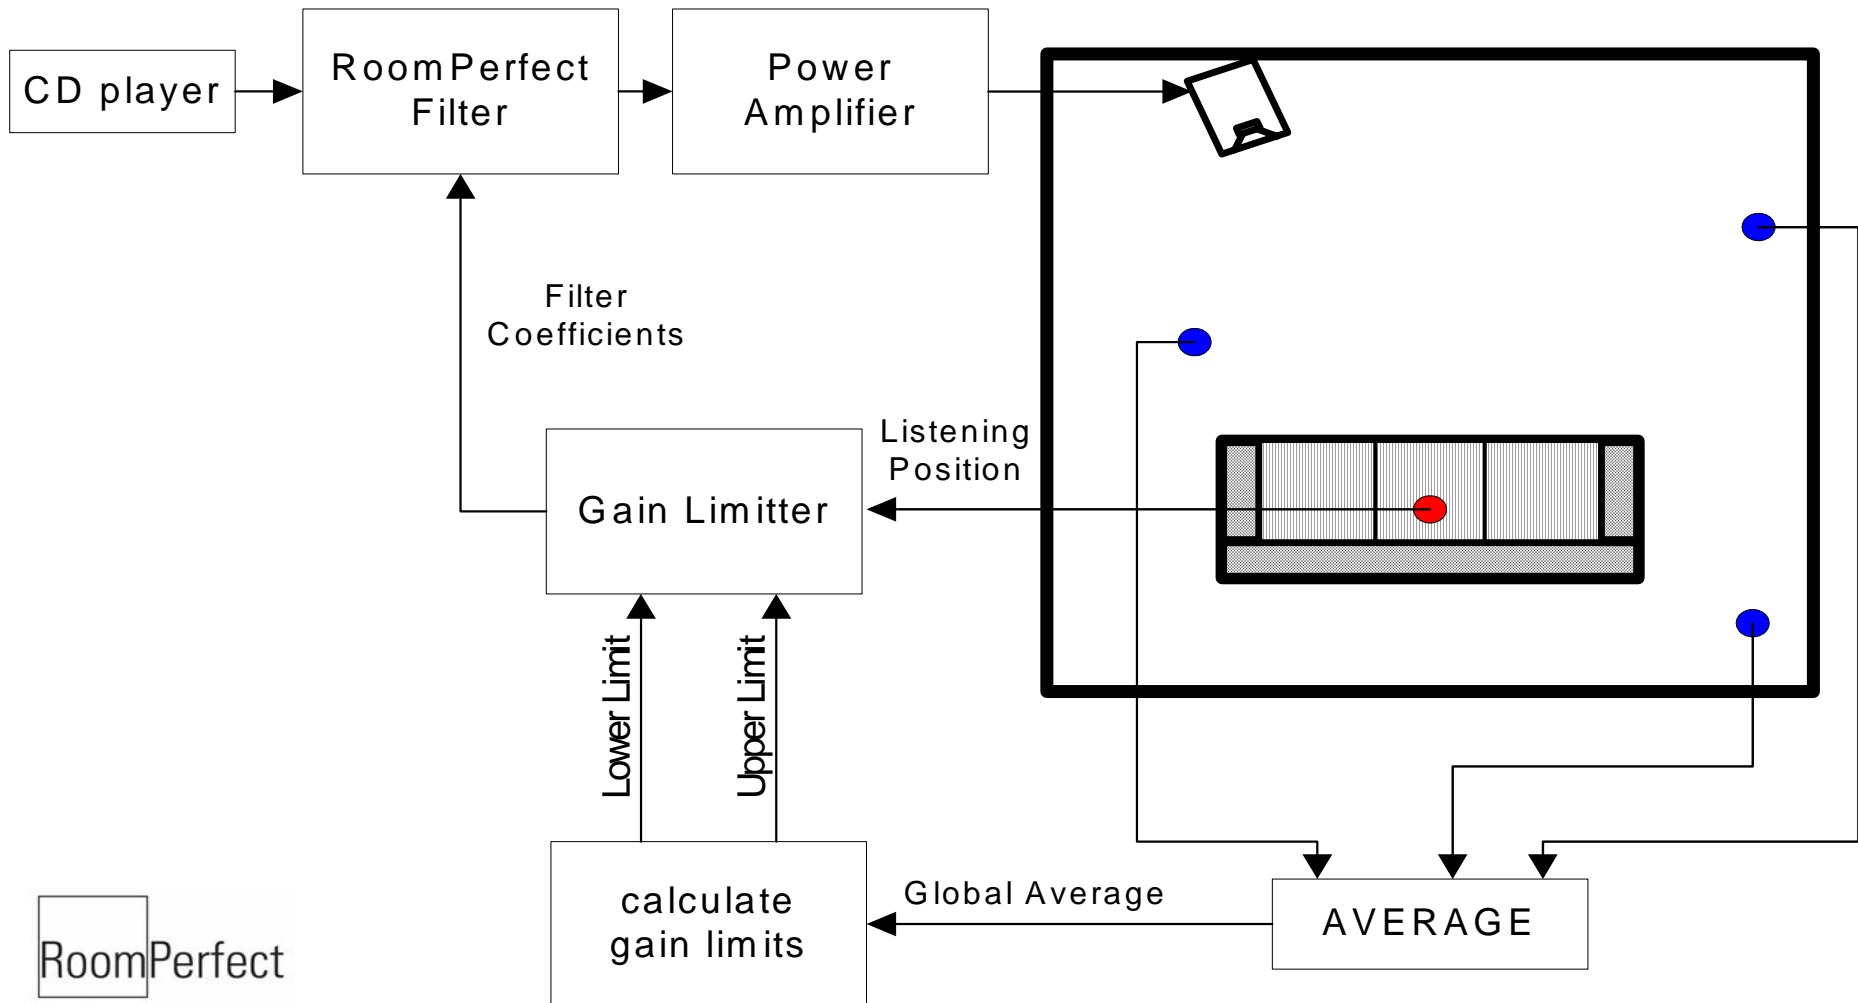 CD player
RoomPerfect
Filter
Power
Amplifier
Filter
Coefficients
Listening
Position
Gain Limitter
Lower Limit
Upper Limit
calculate
gain limits
Global Average
AVERAGE
RoomPerfect